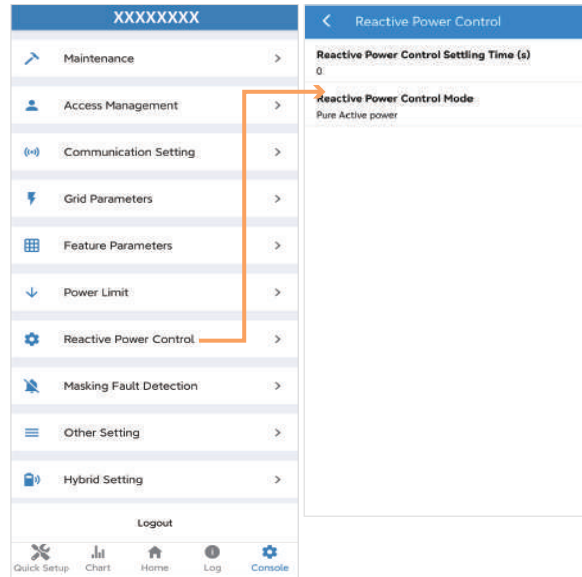 XXXXXXXX
Maintenance
Access Management
Communication Setting
Grid Parameters
Feature Parameters
Power Limit
Reactive Power Control
Masking Fault Detection
Other Setting
Hybrid Setting
Logout
Quick Setup Chart Home Log Console
Reactive Power Control
Reactive Power Control Settling Time (s)
0
Reactive Power Control Mode
Pure Active power